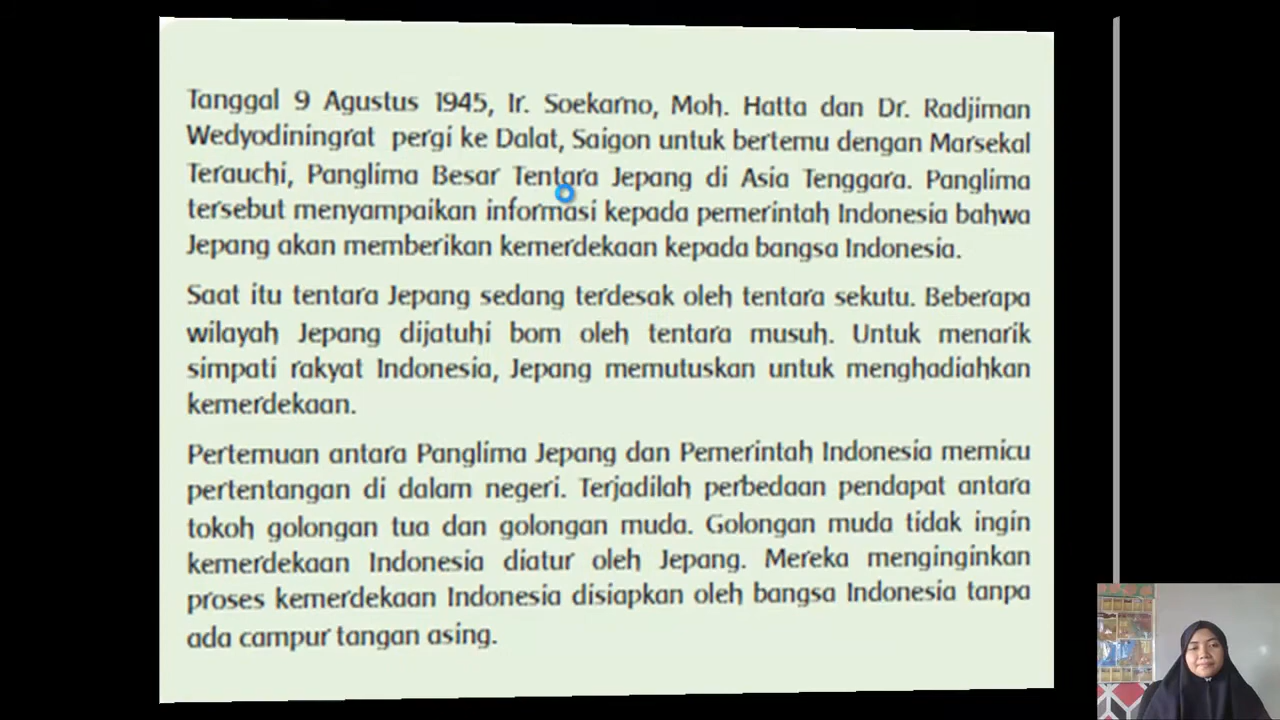 Tanggal 9 Agustus 1945, Ir. Soekarno, Moh. Hatta dan Dr. Radjiman
Wedyodiningrat pergi ke Dalat, Saigon untuk bertemu dengan Marsekal
Terauchi, Panglima Besar Tentara Jepang di Asia Tenggara. Panglima
tersebut menyampaikan informasi kepada pemerintah Indonesia bahwa
Jepang akan memberikan kemerdekaan kepada bangsa Indonesia.
Saat itu tentara Jepang sedang terdesak oleh tentara sekutu. Beberapa
wilayah Jepang dijatuhi bom oleh tentara musuh. Untuk menarik
simpati rakyat Indonesia, Jepang memutuskan untuk menghadiahkan
kemerdekaan.
Pertemuan antara Panglima Jepang dan Pemerintah Indonesia memicu
pertentangan di dalam negeri. Terjadilah perbedaan pendapat antara
tokoh golongan tua dan golongan muda. Golongan muda tidak ingin
kemerdekaan Indonesia diatur oleh Jepang. Mereka menginginkan
proses kemerdekaan Indonesia disiapkan oleh bangsa Indonesia tanpa
ada campur tangan asing.